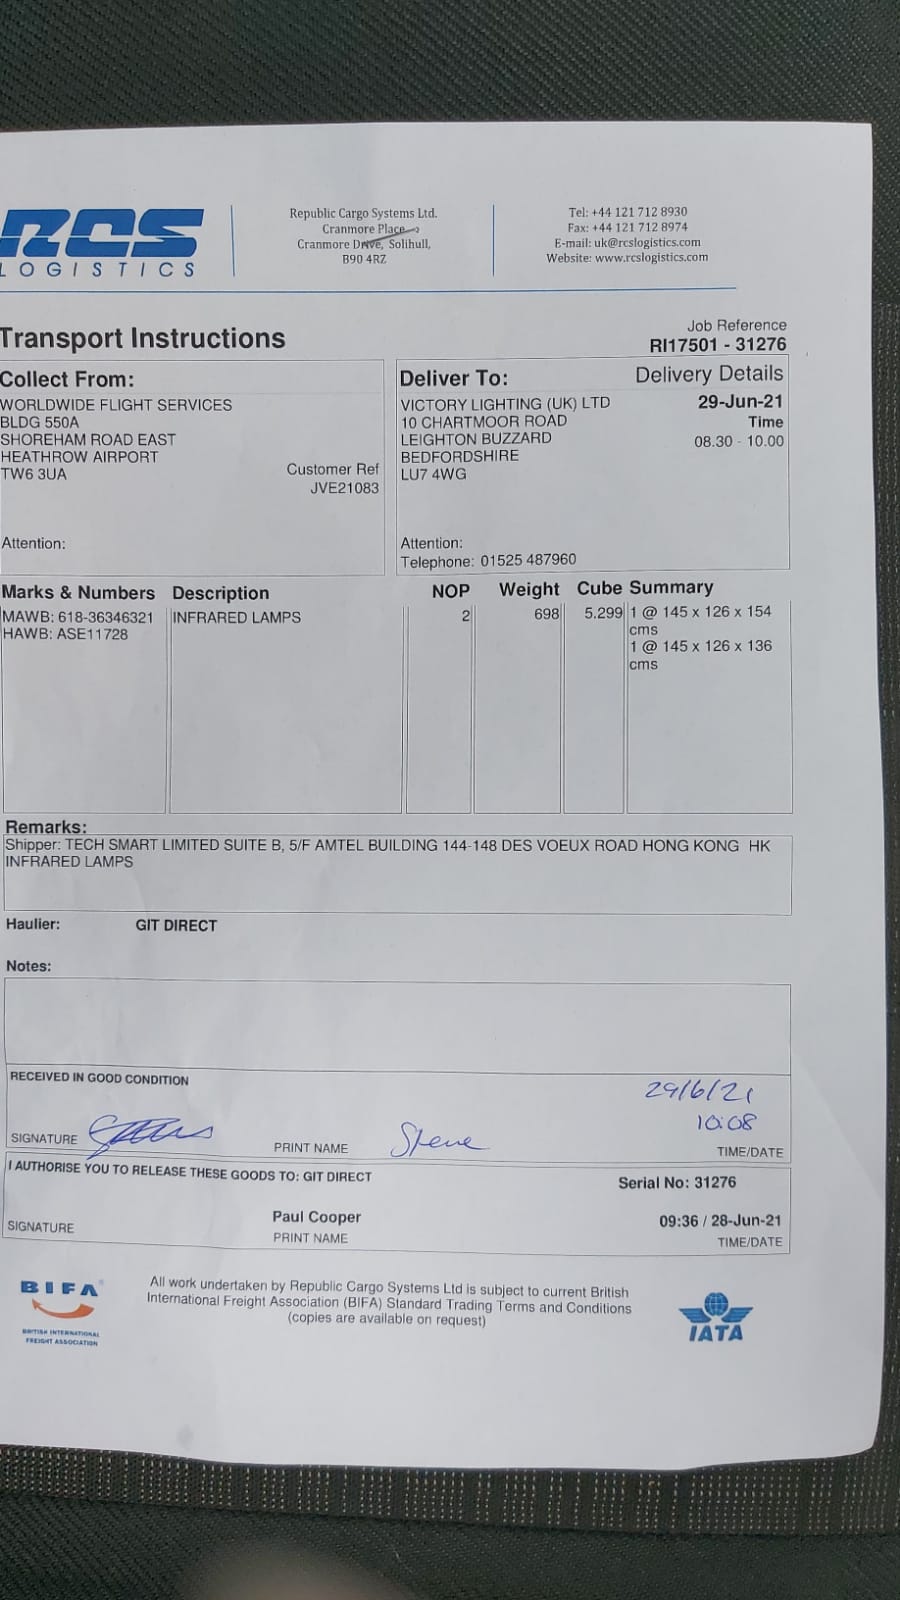 RCS
LOGISTICS
Republic Cargo Systems Ltd.
Cranmore Place
Cranmore Drive, Solihull,
B90 4RZ
Tel: +44 121 712 8930
Fax: +44 121 712 8974
E-mail: uk@rcslogistics.com
Website: www.rcslogistics.com
Transport Instructions
Job Reference
RI17501 - 31276
Collect From:
WORLDWIDE FLIGHT SERVICES
BLDG 550A
SHOREHAM ROAD EAST
HEATHROW AIRPORT
TW6 3UA
Customer Ref
JVE21083
Attention:
Deliver To:
VICTORY LIGHTING (UK) LTD
10 CHARTMOOR ROAD
LEIGHTON BUZZARD
BEDFORDSHIRE
LU7 4WG
Attention:
Telephone: 01525 487960
Delivery Details
29-Jun-21
Time
08.30 - 10.00
Marks & Numbers Description NOP Weight Cube Summary
MAWB: 618-36346321 INFRARED LAMPS 2 698 5.299 1 @ 145 x 126 x 154
HAWB: ASE11728 cms
1 @ 145 x 126 x 136
cms
Remarks:
Shipper: TECH SMART LIMITED SUITE B, 5/F AMTEL BUILDING 144-148 DES VOEUX ROAD HONG KONG HK
INFRARED LAMPS
Haulier: GIT DIRECT
Notes:
RECEIVED IN GOOD CONDITION
29/6/21
10:08
SIGNATURE PRINT NAME Steve TIME/DATE
I AUTHORISE YOU TO RELEASE THESE GOODS TO: GIT DIRECT
Serial No: 31276
Paul Cooper 09:36 / 28-Jun-21
SIGNATURE PRINT NAME TIME/DATE
BIFA
BRITISH INTERNATIONAL
FREIGHT ASSOCIATION
All work undertaken by Republic Cargo Systems Ltd is subject to current British
International Freight Association (BIFA) Standard Trading Terms and Conditions
(copies are available on request)
IATA